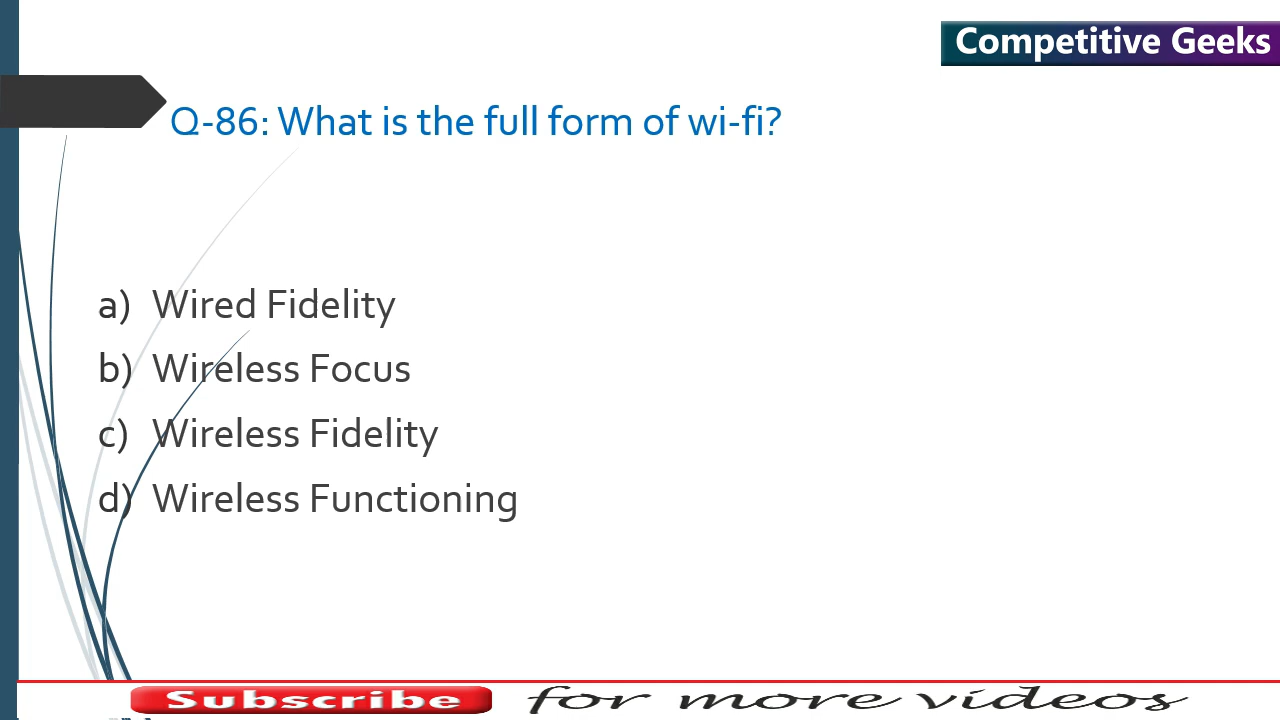 Competitive Geeks
Q-86: What is the full form of wi-fi?
a) Wired Fidelity
b) Wireless Focus
c) Wireless Fidelity
d) Wireless Functioning
Subscribe for more videos